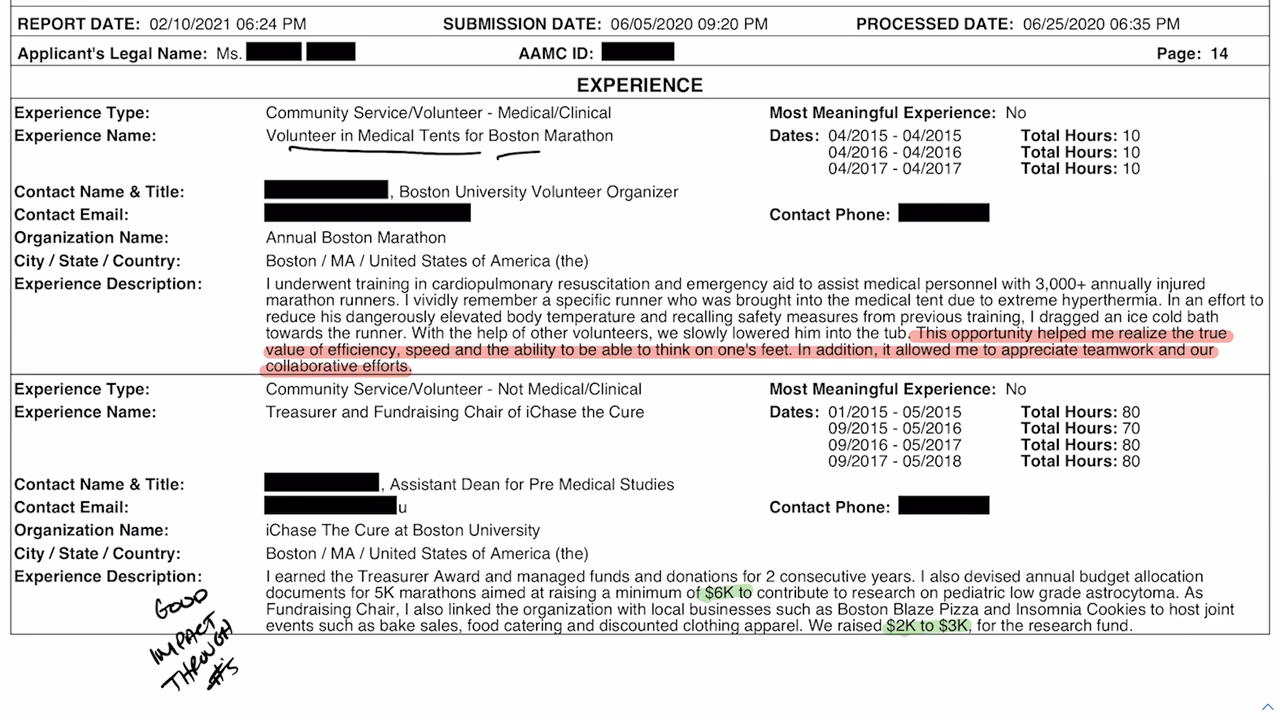 REPORT DATE: 02/10/2021 06:24 PM SUBMISSION DATE: 06/05/2020 09:20 PM PROCESSED DATE: 06/25/2020 06:35 PM
Applicant's Legal Name: Ms. AAMC ID: Page: 14
EXPERIENCE
Experience Type: Community Service/Volunteer - Medical/Clinical Most Meaningful Experience: No
Experience Name: Volunteer in Medical Tents for Boston Marathon Dates: 04/2015 - 04/2015 Total Hours: 10
04/2016 - 04/2016 Total Hours: 10
04/2017 - 04/2017 Total Hours: 10
Contact Name & Title: , Boston University Volunteer Organizer
Contact Email: Contact Phone:
Organization Name: Annual Boston Marathon
City / State / Country: Boston / MA / United States of America (the)
Experience Description: I underwent training in cardiopulmonary resuscitation and emergency aid to assist medical personnel with 3,000+ annually injured
marathon runners. I vividly remember a specific runner who was brought into the medical tent due to extreme hyperthermia. In an effort to
reduce his dangerously elevated body temperature and recalling safety measures from previous training, I dragged an ice cold bath
towards the runner. With the help of other volunteers, we slowly lowered him into the tub. This opportunity helped me realize the true
value of efficiency, speed and the ability to be able to think on one's feet. In addition, it allowed me to appreciate teamwork and our
collaborative efforts.
Experience Type: Community Service/Volunteer - Not Medical/Clinical Most Meaningful Experience: No
Experience Name: Treasurer and Fundraising Chair of iChase the Cure Dates: 01/2015 - 05/2015 Total Hours: 80
09/2015 - 05/2016 Total Hours: 70
09/2016 - 05/2017 Total Hours: 80
09/2017 - 05/2018 Total Hours: 80
Contact Name & Title: , Assistant Dean for Pre Medical Studies
Contact Email: u Contact Phone:
Organization Name: iChase The Cure at Boston University
City / State / Country: Boston / MA / United States of America (the)
Experience Description: I earned the Treasurer Award and managed funds and donations for 2 consecutive years. I also devised annual budget allocation
documents for 5K marathons aimed at raising a minimum of $6K to contribute to research on pediatric low grade astrocytoma. As
Fundraising Chair, I also linked the organization with local businesses such as Boston Blaze Pizza and Insomnia Cookies to host joint
events such as bake sales, food catering and discounted clothing apparel. We raised $2K to $3K, for the research fund.
GOOD
IMPACT
THROUGH
#'s